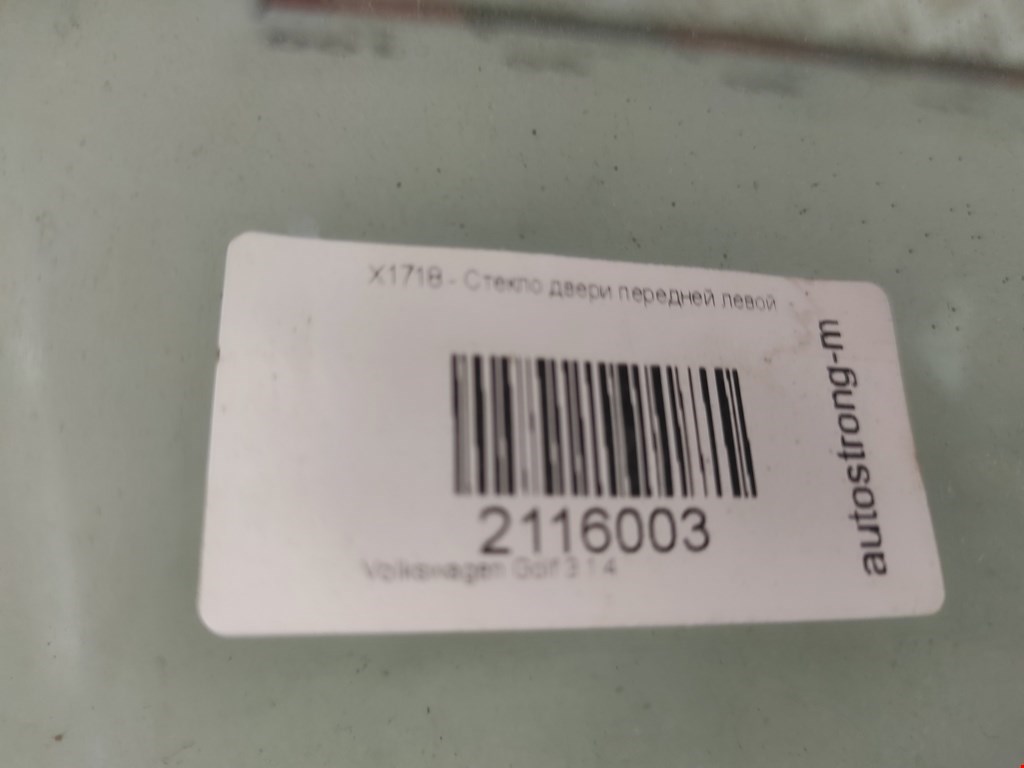 X1718 - Стекло двери передней левой
2116003
Volkswagen Golf 3 1.4
autostrong-m